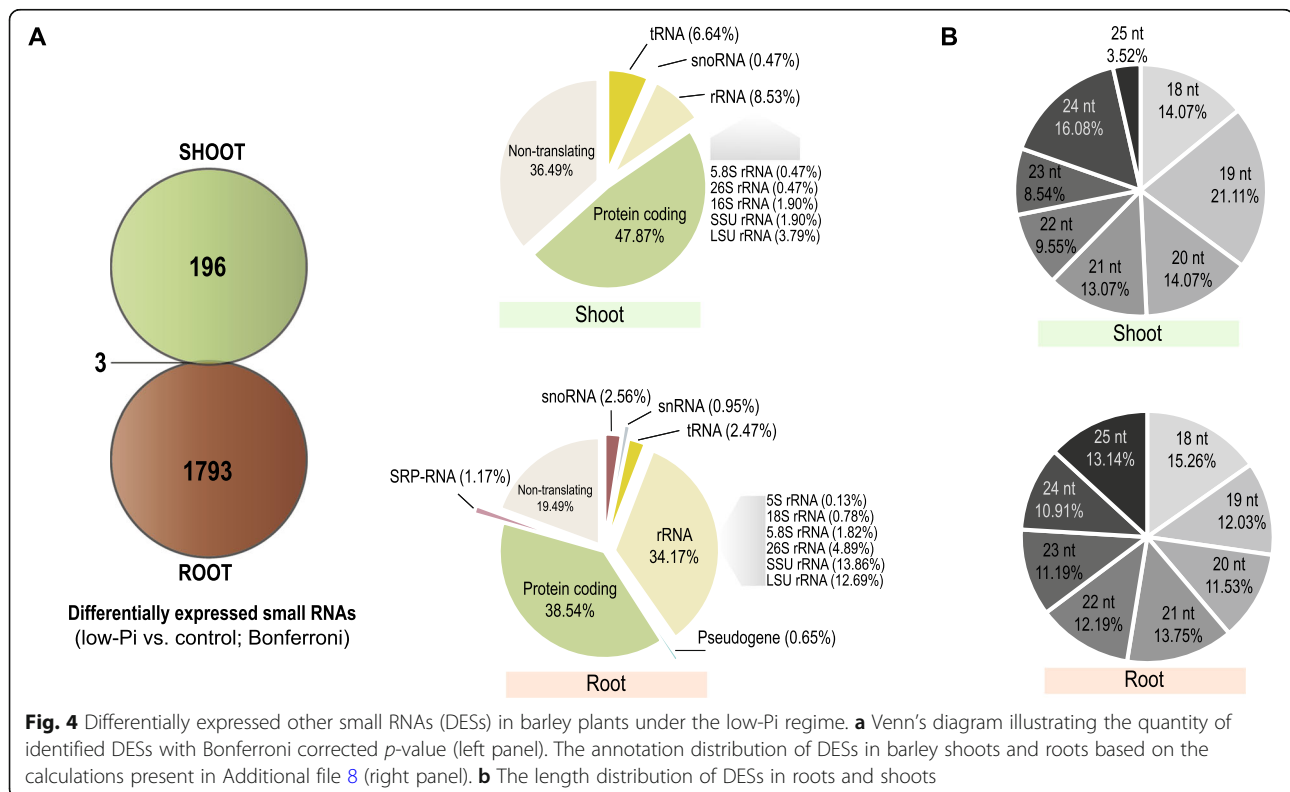 A
SHOOT
196
3
1793
ROOT
Differentially expressed small RNAs
(low-Pi vs. control; Bonferroni)
tRNA (6.64%)
snoRNA (0.47%)
rRNA (8.53%)
5.8S rRNA (0.47%)
26S rRNA (0.47%)
16S rRNA (1.90%)
SSU rRNA (1.90%)
LSU rRNA (3.79%)
Non-translating
36.49%
Protein coding
47.87%
Shoot
snoRNA (2.56%)
snRNA (0.95%)
tRNA (2.47%)
SRP-RNA (1.17%)
Non-translating
19.49%
rRNA
34.17%
5S rRNA (0.13%)
18S rRNA (0.78%)
5.8S rRNA (1.82%)
26S rRNA (4.89%)
SSU rRNA (13.86%)
LSU rRNA (12.69%)
Protein coding
38.54%
Pseudogene (0.65%)
Root
B
25 nt
3.52%
18 nt
14.07%
19 nt
21.11%
20 nt
14.07%
21 nt
13.07%
22 nt
9.55%
23 nt
8.54%
24 nt
16.08%
Shoot
25 nt
13.14%
18 nt
15.26%
19 nt
12.03%
20 nt
11.53%
21 nt
13.75%
22 nt
12.19%
23 nt
11.19%
24 nt
10.91%
Root
Fig. 4 Differentially expressed other small RNAs (DESs) in barley plants under the low-Pi regime. a Venn's diagram illustrating the quantity of
identified DESs with Bonferroni corrected p-value (left panel). The annotation distribution of DESs in barley shoots and roots based on the
calculations present in Additional file 8 (right panel). b The length distribution of DESs in roots and shoots